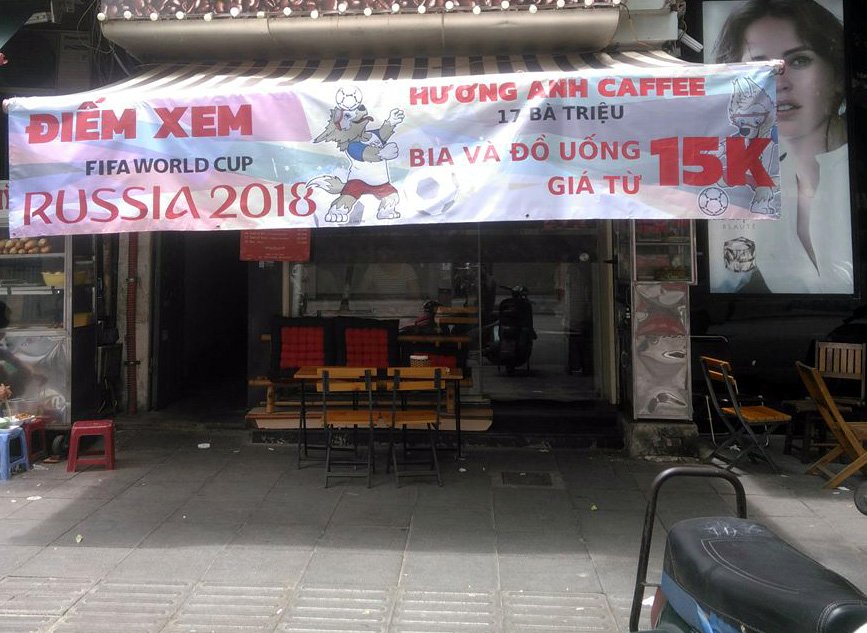 ĐIỂM XEM
FIFA WORLD CUP
RUSSIA 2018
HƯƠNG ANH CAFFEE
17 BÀ TRIỆU
BIA VÀ ĐỒ UỐNG
GIÁ TỪ
15K